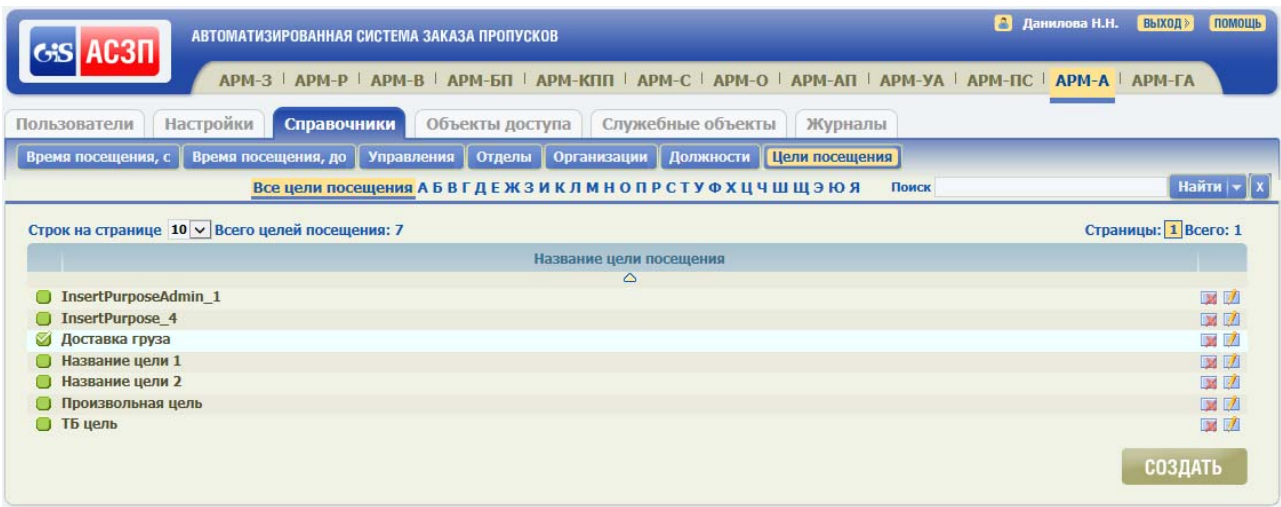 Данилова Н.Н. ВЫХОД» ПОМОЩЬ
GiS АСЗП
АВТОМАТИЗИРОВАННАЯ СИСТЕМА ЗАКАЗА ПРОПУСКОВ
АРМ-З АРМ-Р АРМ-В АРМ-БП АРМ-КПП АРМ-С АРМ-О АРМ-АП АРМ-УА АРМ-ПС АРМ-А АРМ-ГА
Пользователи Настройки Справочники Объекты доступа Служебные объекты Журналы
Время посещения, с Время посещения, до Управления Отделы Организации Должности Цели посещения
Все цели посещения А Б В Г Д Е Ж З И К Л М Н О П Р С Т У Ф Х Ц Ч Ш Щ Э Ю Я Поиск Найти X
Строк на странице 10 Всего целей посещения: 7 Страницы: 1 Всего: 1
Название цели посещения
InsertPurposeAdmin_1
InsertPurpose_4
Доставка груза
Название цели 1
Название цели 2
Произвольная цель
ТБ цель
СОЗДАТЬ